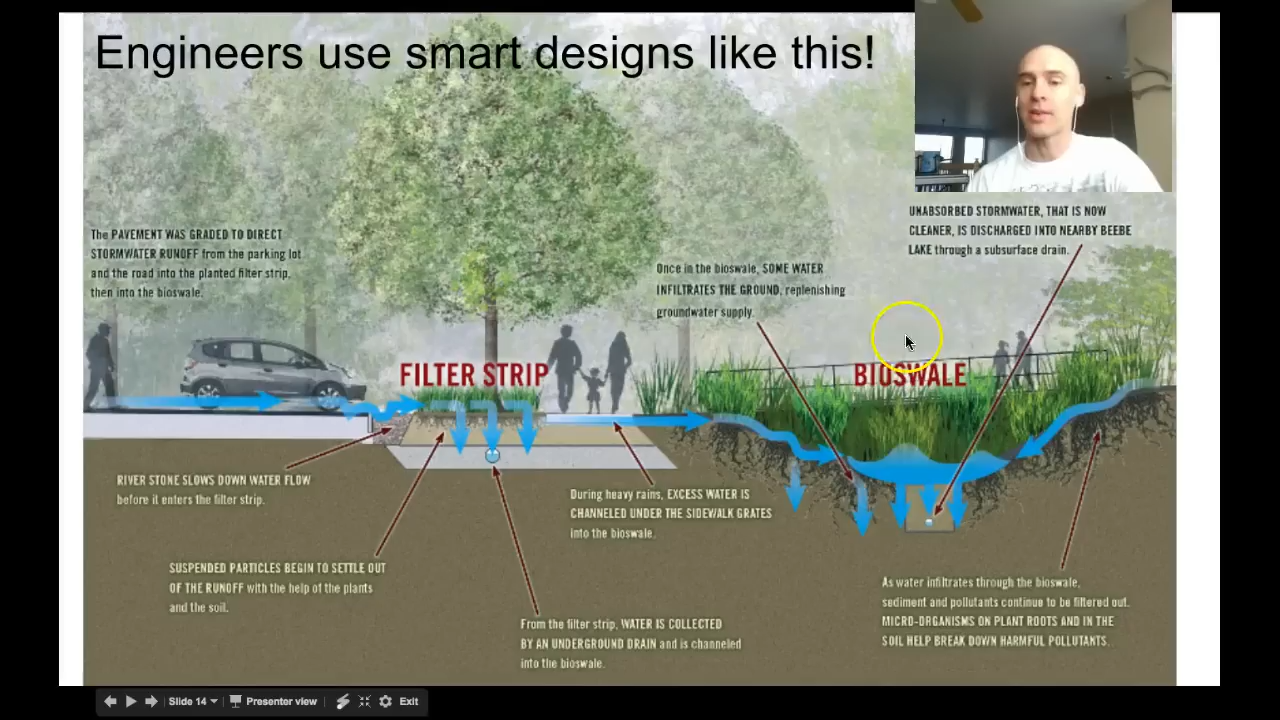 Engineers use smart designs like this!
The PAVEMENT WAS GRADED TO DIRECT
STORMWATER RUNOFF from the parking lot
and the road into the planted filter strip,
then into the bioswale.
Once in the bioswale, SOME WATER
INFILTRATES THE GROUND, replenishing
groundwater supply.
UNABSORBED STORMWATER, THAT IS NOW
CLEANER, IS DISCHARGED INTO NEARBY BEEBE
LAKE through a subsurface drain.
FILTER STRIP
BIOSWALE
RIVER STONE SLOWS DOWN WATER FLOW
before it enters the filter strip.
During heavy rains, EXCESS WATER IS
CHANNELED UNDER THE SIDEWALK GRATES
into the bioswale.
SUSPENDED PARTICLES BEGIN TO SETTLE OUT
OF THE RUNOFF with the help of the plants
and the soil.
From the filter strip, WATER IS COLLECTED
BY AN UNDERGROUND DRAIN and is channeled
into the bioswale.
As water infiltrates through the bioswale,
sediment and pollutants continue to be filtered out.
MICRO-ORGANISMS ON PLANT ROOTS AND IN THE
SOIL HELP BREAK DOWN HARMFUL POLLUTANTS.
Slide 14 Presenter view Exit